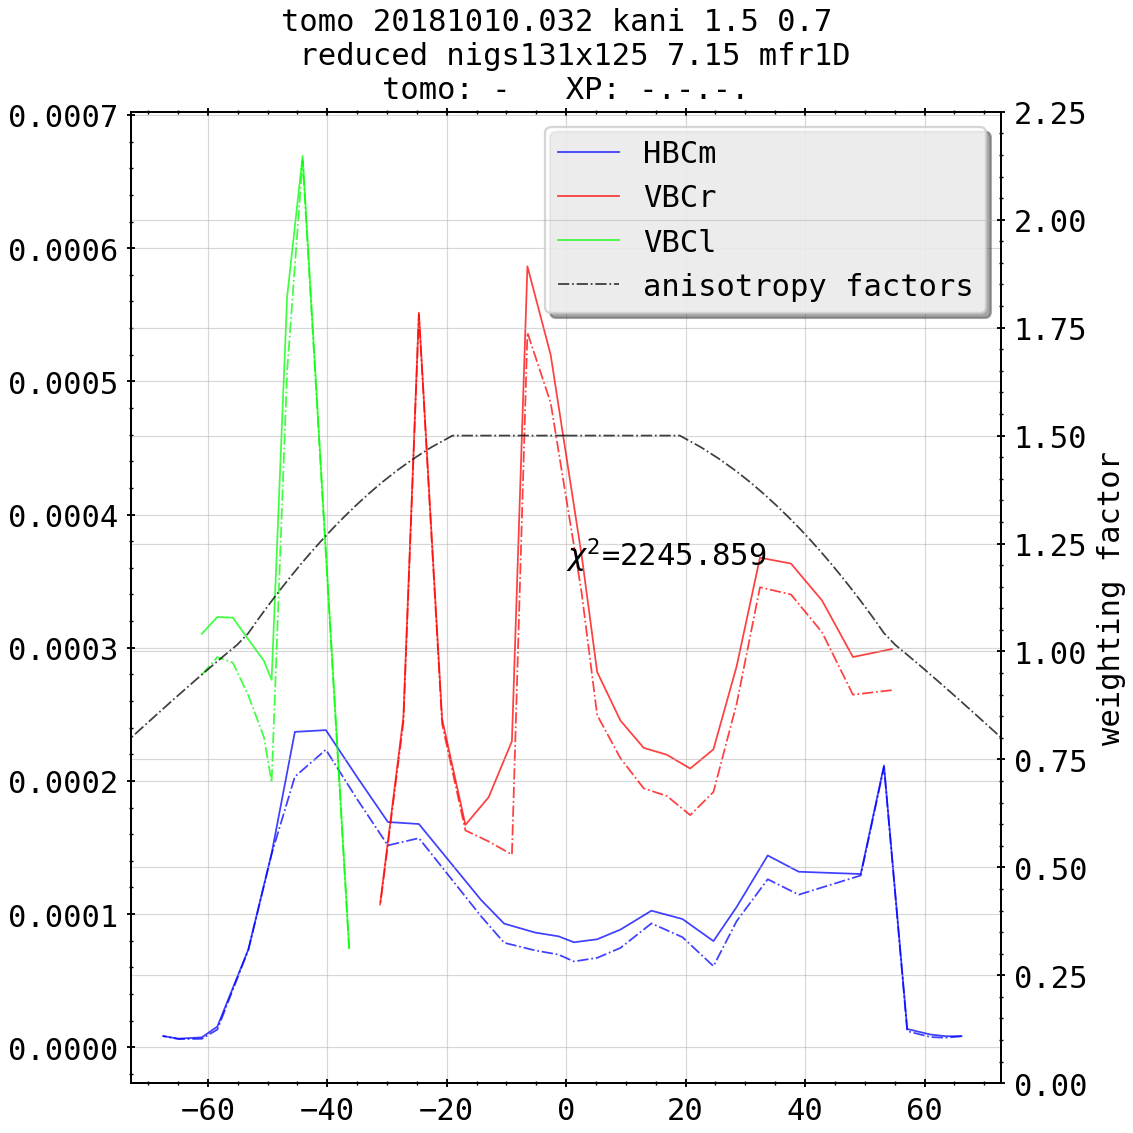 tomo 20181010.032 kani 1.5 0.7
reduced nigs131x125 7.15 mfr1D
tomo: - XP: -.-.-.
HBCm
VBCr
VBCl
anisotropy factors
χ²=2245.859
0.0007
0.0006
0.0005
0.0004
0.0003
0.0002
0.0001
0.0000
2.25
2.00
1.75
1.50
1.25
1.00
0.75
0.50
0.25
0.00
weighting factor
−60 −40 −20 0 20 40 60